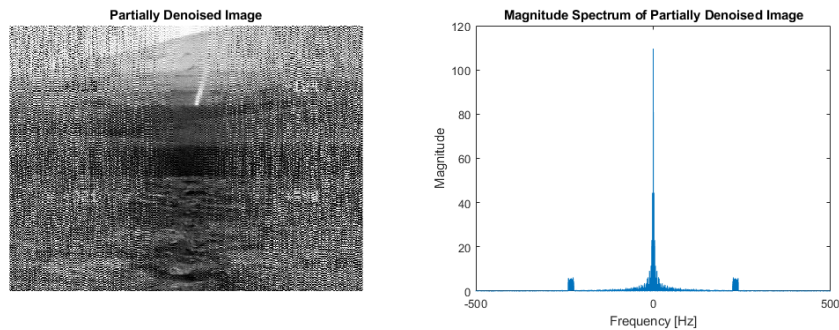 Partially Denoised Image
Magnitude Spectrum of Partially Denoised Image
120
100
80
60
40
20
0
Magnitude
-500
0
500
Frequency [Hz]